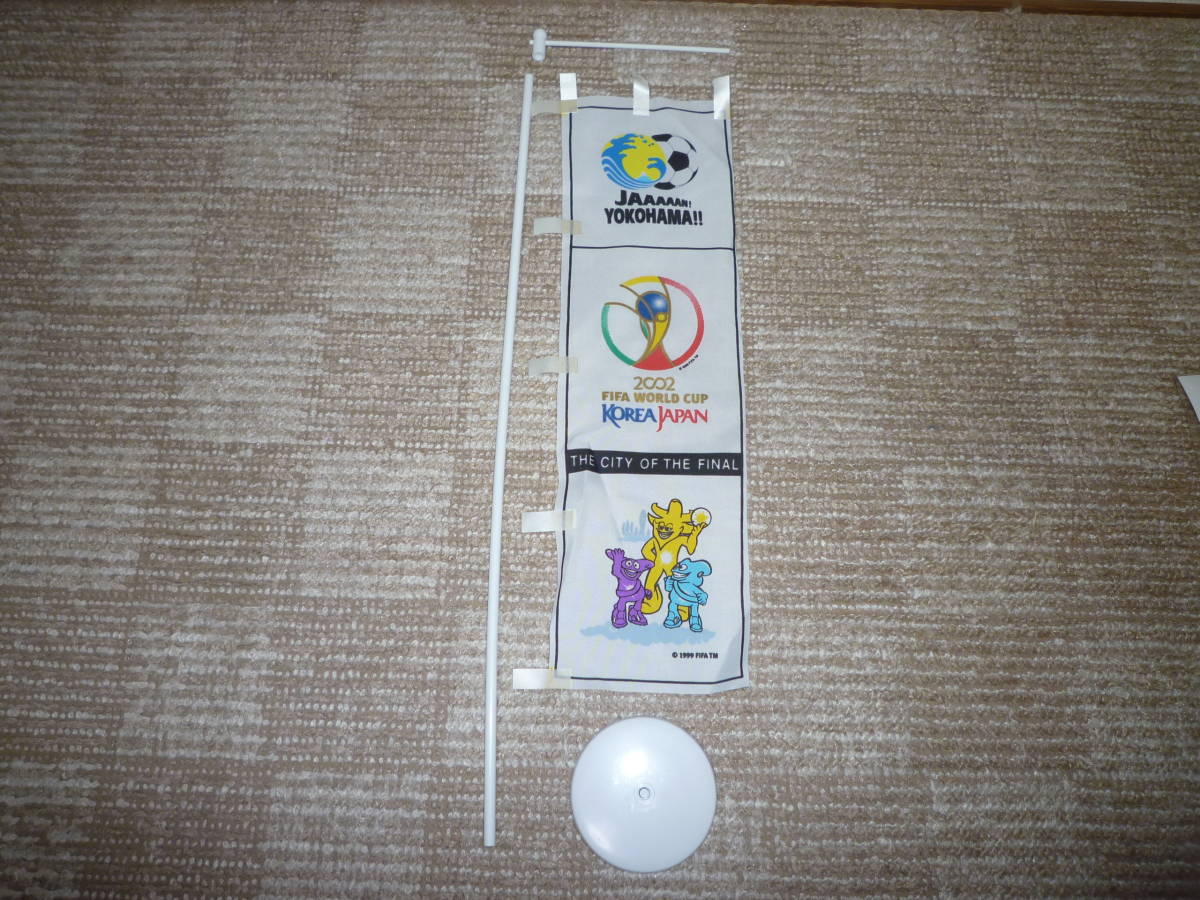 JAAAAAN!
YOKOHAMA!!
2002
FIFA WORLD CUP
KOREA JAPAN
THE CITY OF THE FINAL
© 1999 FIFA TM